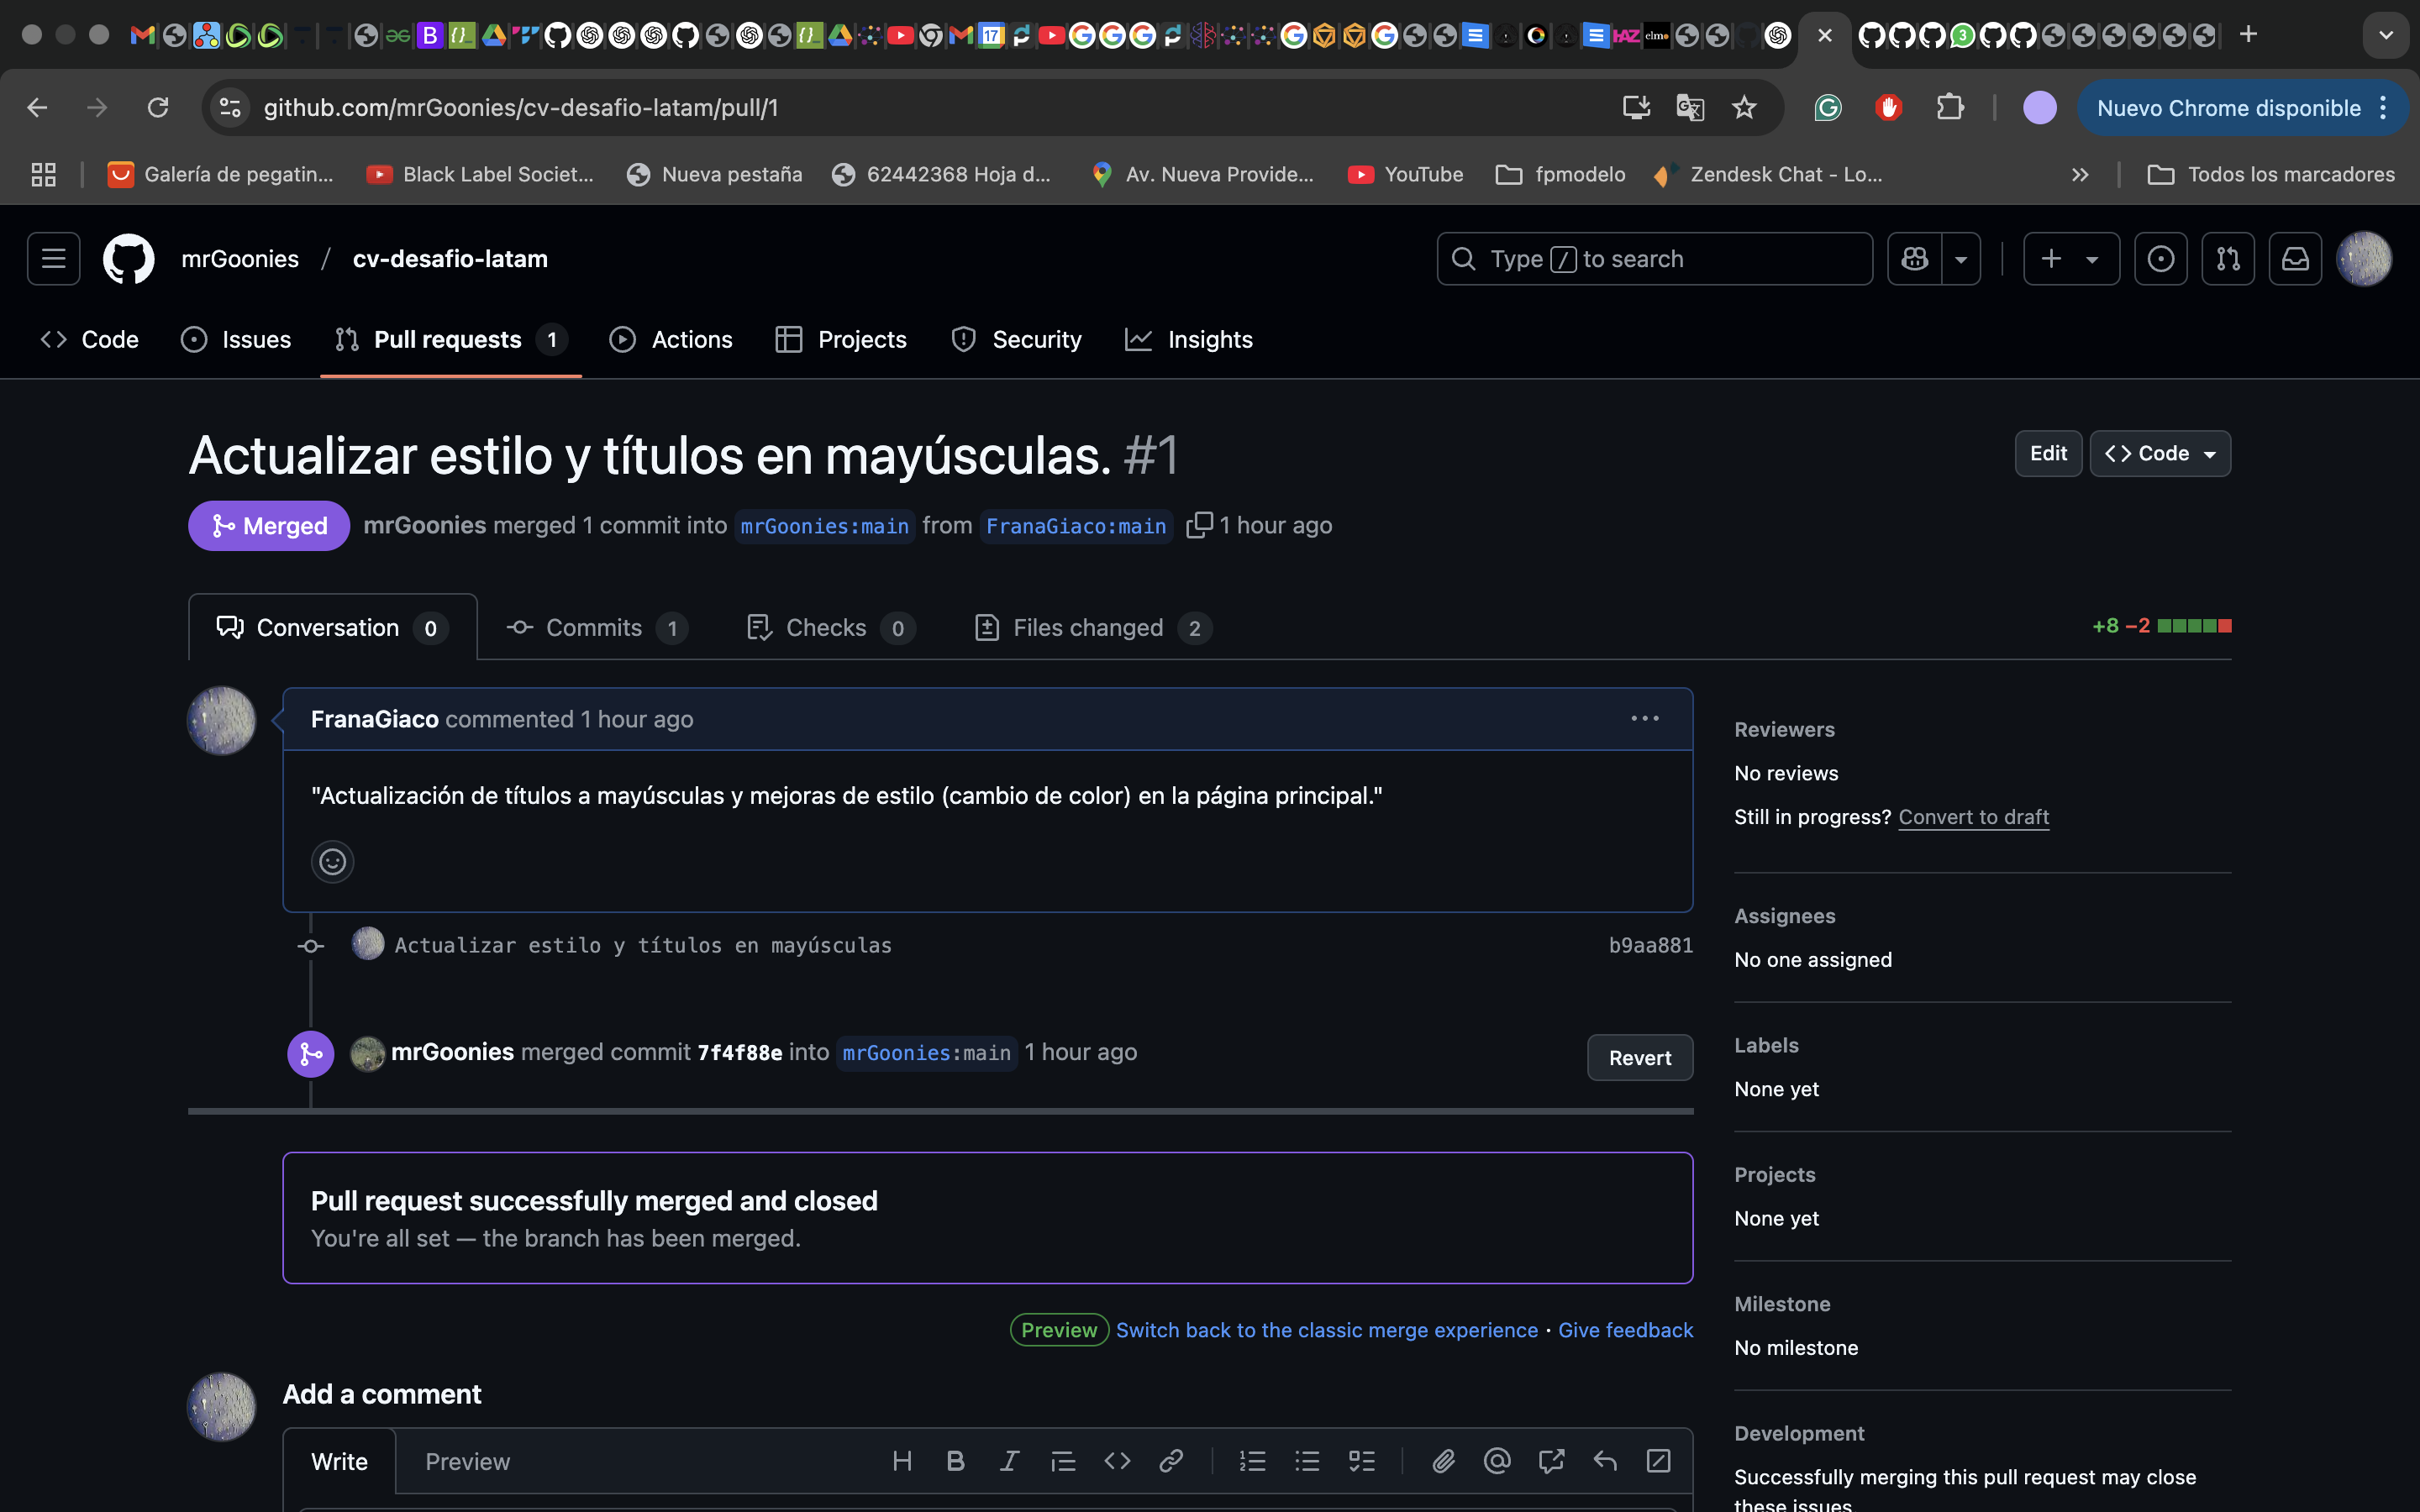 github.com/mrGoonies/cv-desafio-latam/pull/1
Nuevo Chrome disponible
Galería de pegatin...
Black Label Societ...
Nueva pestaña
62442368 Hoja d...
Av. Nueva Provide...
YouTube
fpmodelo
Zendesk Chat - Lo...
Todos los marcadores
mrGoonies / cv-desafio-latam
Type / to search
Code
Issues
Pull requests 1
Actions
Projects
Security
Insights
Actualizar estilo y títulos en mayúsculas. #1
Edit
Code
Merged
mrGoonies merged 1 commit into mrGoonies:main from FranaGiaco:main 1 hour ago
Conversation 0
Commits 1
Checks 0
Files changed 2
+8 −2
FranaGiaco commented 1 hour ago
"Actualización de títulos a mayúsculas y mejoras de estilo (cambio de color) en la página principal."
Actualizar estilo y títulos en mayúsculas
b9aa881
mrGoonies merged commit 7f4f88e into mrGoonies:main 1 hour ago
Revert
Pull request successfully merged and closed
You're all set — the branch has been merged.
Preview Switch back to the classic merge experience · Give feedback
Add a comment
Write
Preview
Reviewers
No reviews
Still in progress? Convert to draft
Assignees
No one assigned
Labels
None yet
Projects
None yet
Milestone
No milestone
Development
Successfully merging this pull request may close
these issues.